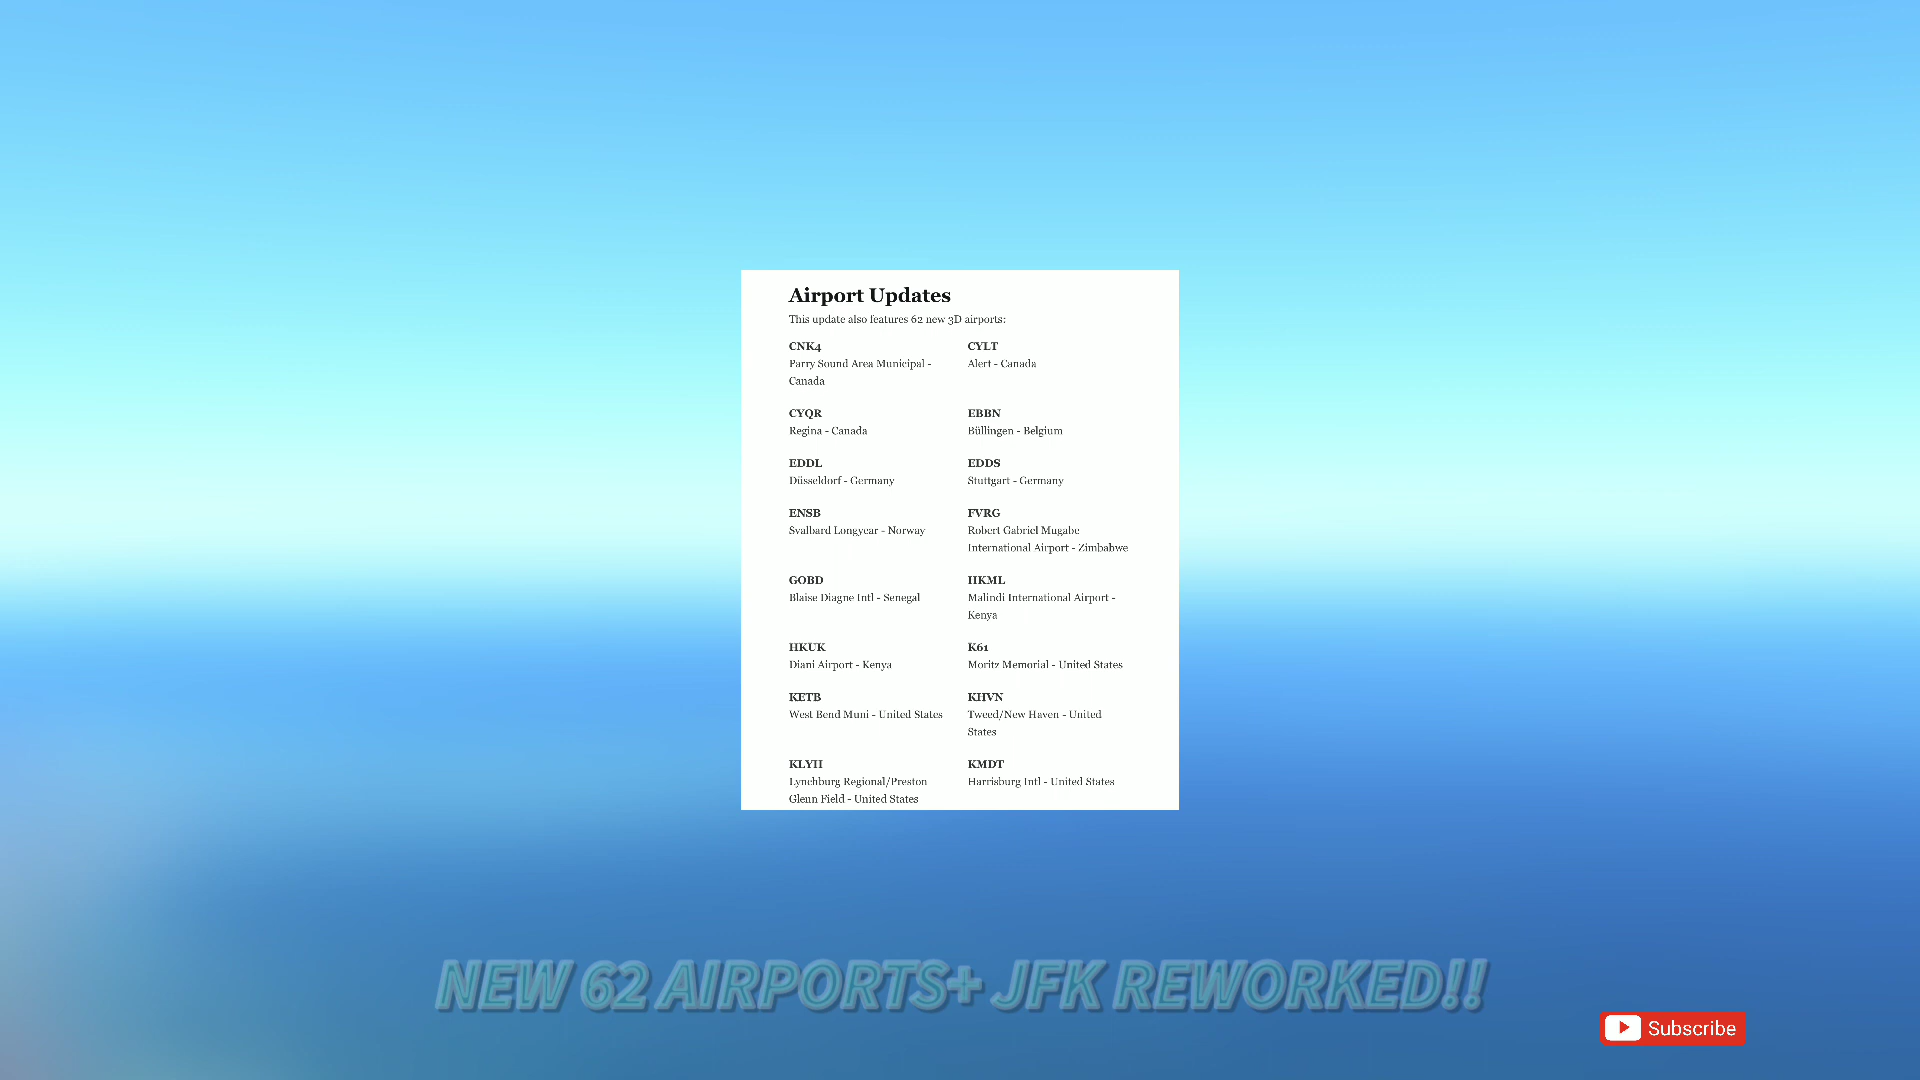 Airport Updates
This update also features 62 new 3D airports:
CNK4
Parry Sound Area Municipal -
Canada
CYLT
Alert - Canada
CYQR
Regina - Canada
EBBN
Büllingen - Belgium
EDDL
Düsseldorf - Germany
EDDS
Stuttgart - Germany
ENSB
Svalbard Longyear - Norway
FVRG
Robert Gabriel Mugabe
International Airport - Zimbabwe
GOBD
Blaise Diagne Intl - Senegal
HKML
Malindi International Airport -
Kenya
HKUK
Diani Airport - Kenya
K61
Moritz Memorial - United States
KETB
West Bend Muni - United States
KHVN
Tweed/New Haven - United
States
KLYH
Lynchburg Regional/Preston
Glenn Field - United States
KMDT
Harrisburg Intl - United States
NEW 62 AIRPORTS+ JFK REWORKED!!
Subscribe